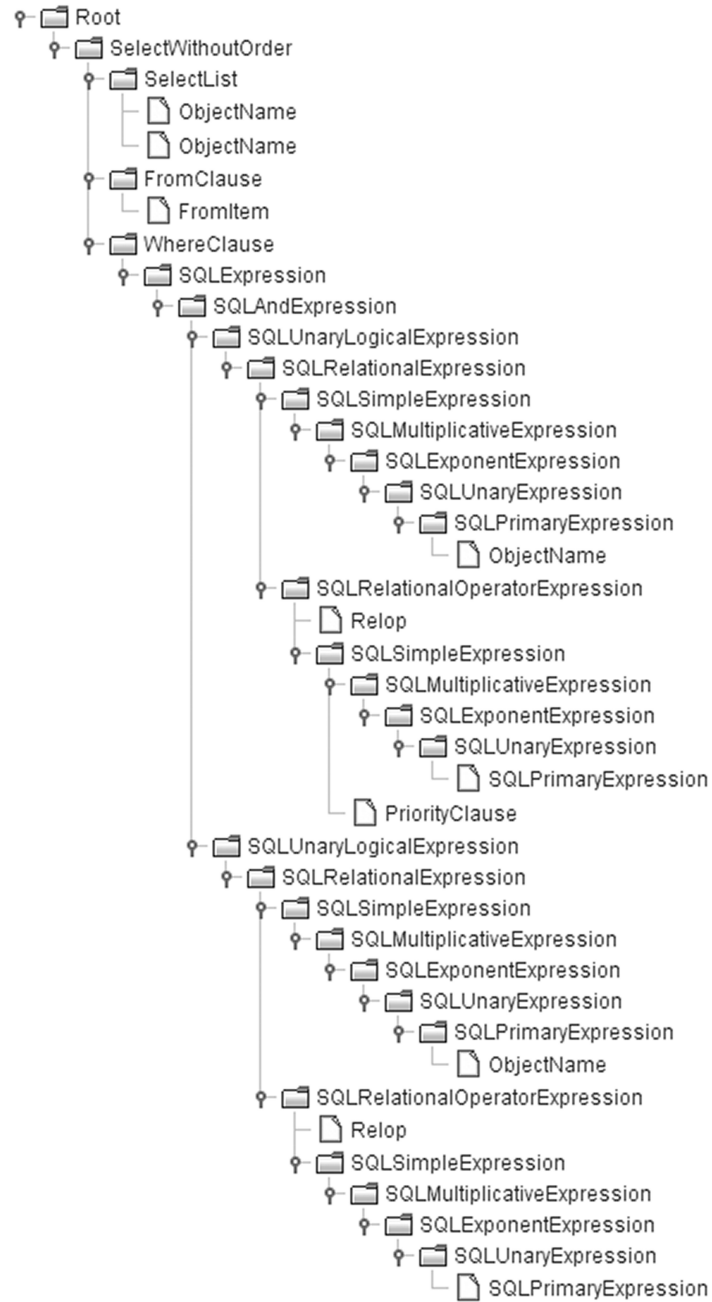 Root
SelectWithoutOrder
SelectList
ObjectName
ObjectName
FromClause
FromItem
WhereClause
SQLExpression
SQLAndExpression
SQLUnaryLogicalExpression
SQLRelationalExpression
SQLSimpleExpression
SQLMultiplicativeExpression
SQLExponentExpression
SQLUnaryExpression
SQLPrimaryExpression
ObjectName
SQLRelationalOperatorExpression
Relop
SQLSimpleExpression
SQLMultiplicativeExpression
SQLExponentExpression
SQLUnaryExpression
SQLPrimaryExpression
PriorityClause
SQLUnaryLogicalExpression
SQLRelationalExpression
SQLSimpleExpression
SQLMultiplicativeExpression
SQLExponentExpression
SQLUnaryExpression
SQLPrimaryExpression
ObjectName
SQLRelationalOperatorExpression
Relop
SQLSimpleExpression
SQLMultiplicativeExpression
SQLExponentExpression
SQLUnaryExpression
SQLPrimaryExpression